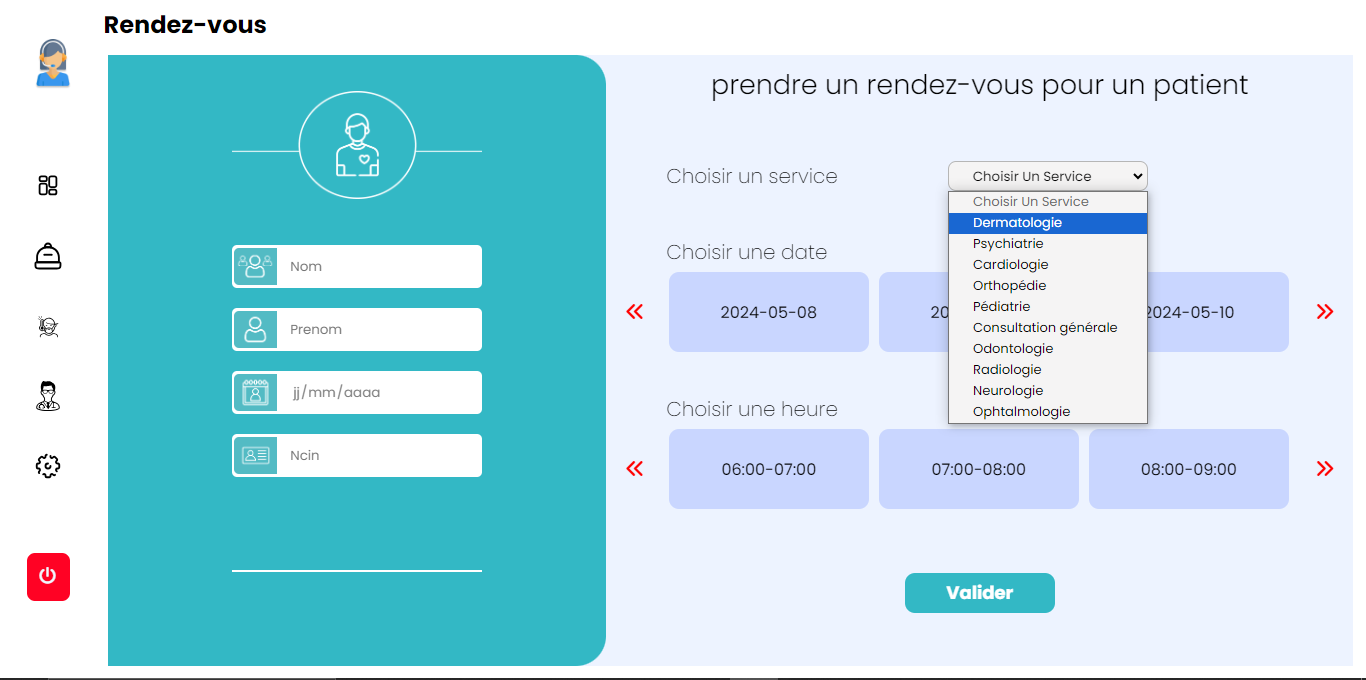 Rendez-vous
prendre un rendez-vous pour un patient
Nom
Prenom
jj/mm/aaaa
Ncin
Choisir un service
Choisir Un Service
Choisir Un Service
Dermatologie
Psychiatrie
Cardiologie
Orthopédie
Pédiatrie
Consultation générale
Odontologie
Radiologie
Neurologie
Ophtalmologie
Choisir une date
2024-05-08
20
2024-05-10
Choisir une heure
06:00-07:00
07:00-08:00
08:00-09:00
Valider